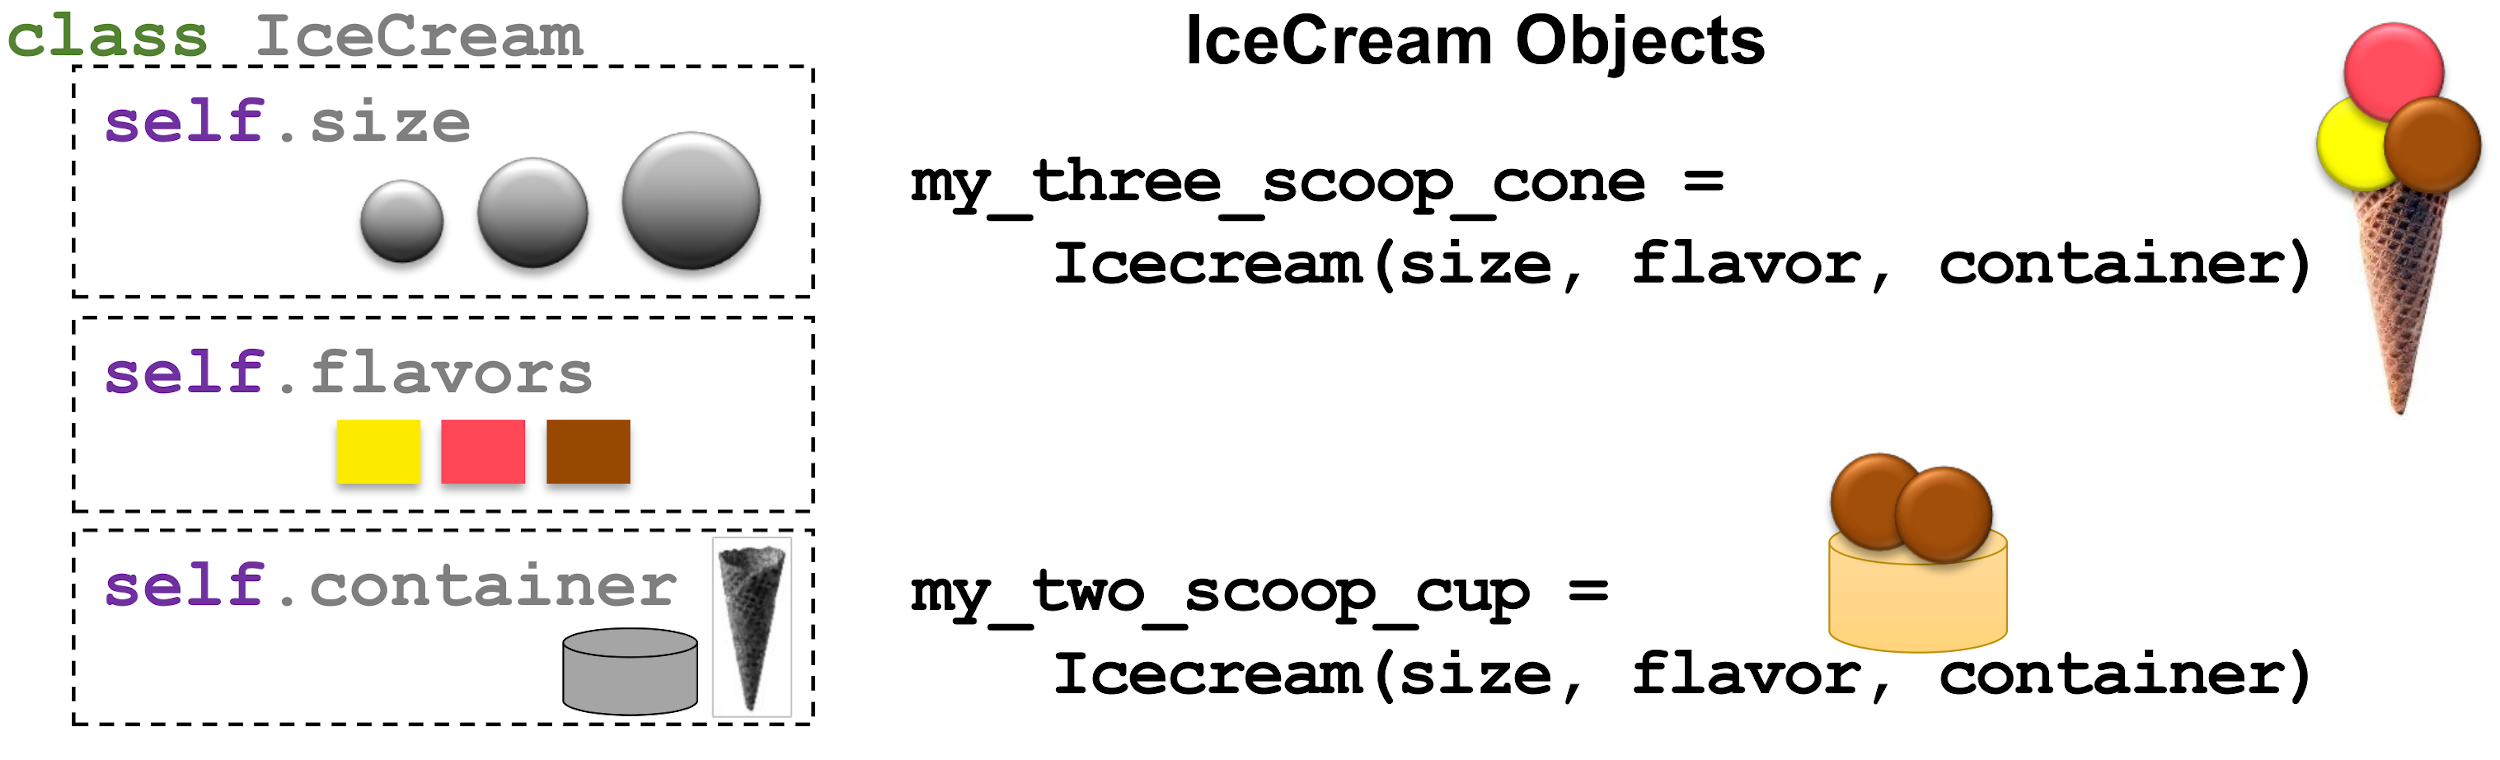 class IceCream
self.size
self.flavors
self.container
IceCream Objects
my_three_scoop_cone =
Icecream(size, flavor, container)
my_two_scoop_cup =
Icecream(size, flavor, container)